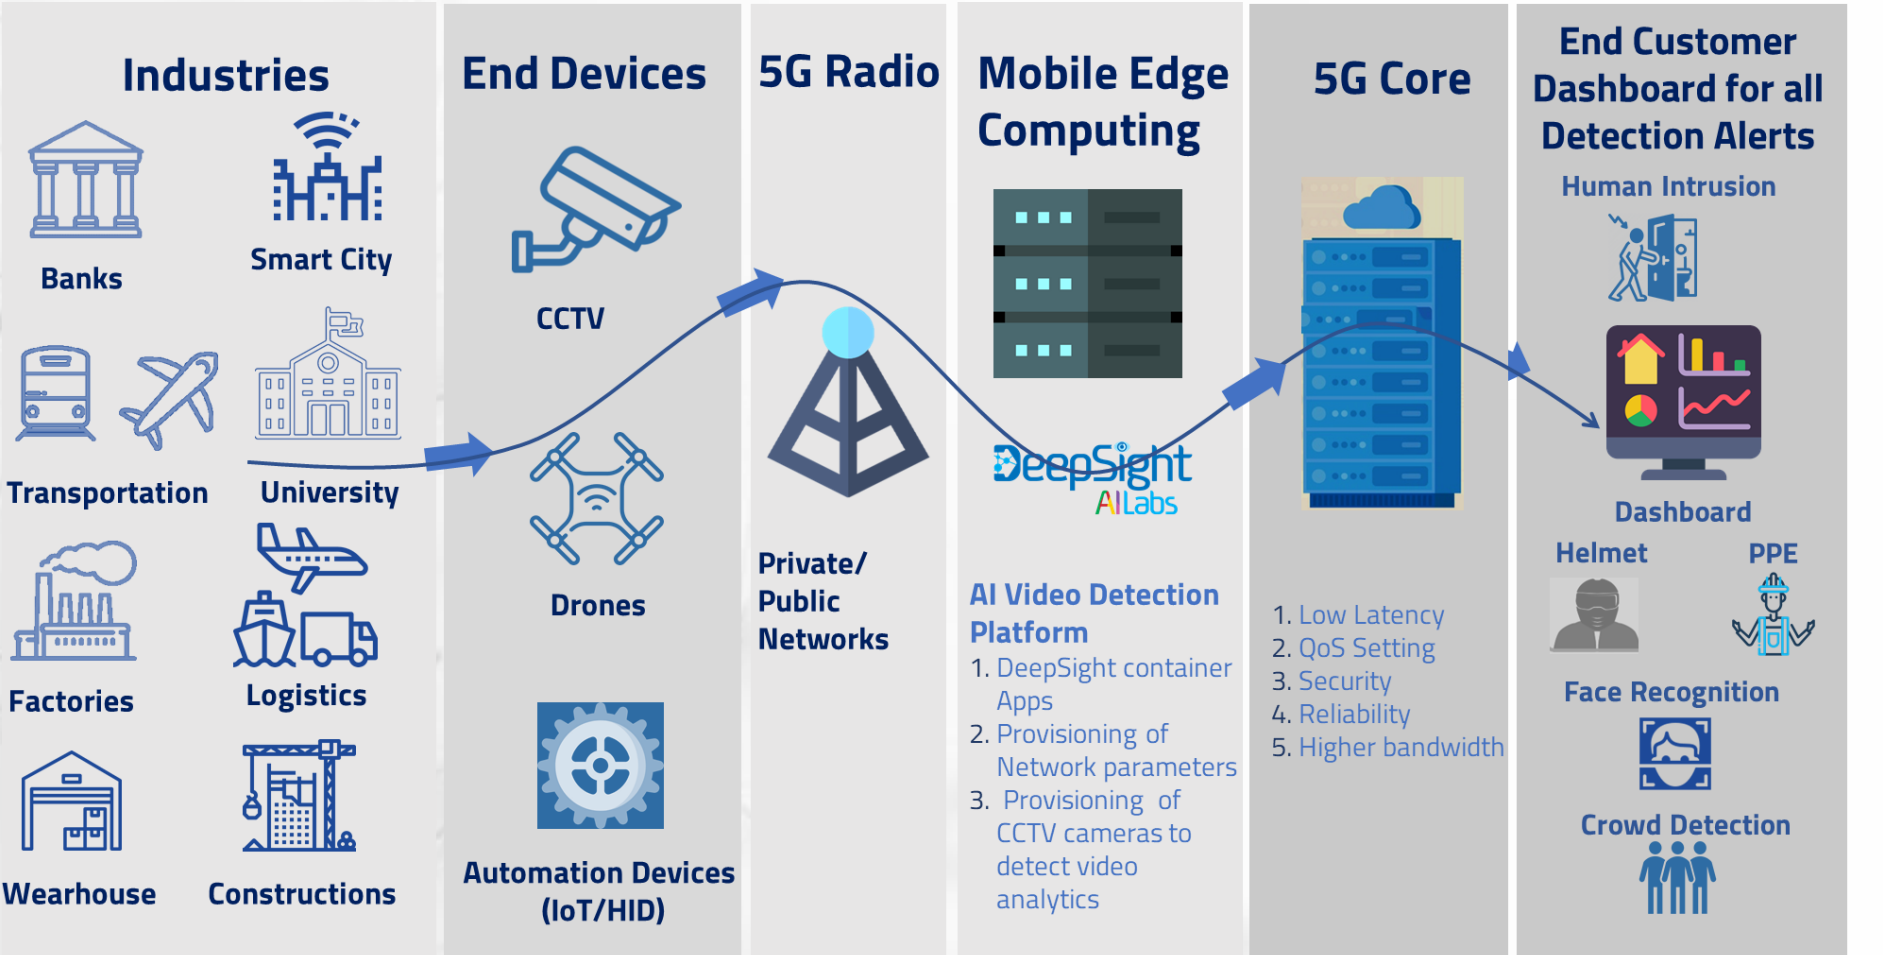 Industries
Banks
Smart City
Transportation
University
Factories
Logistics
Wearhouse
Constructions
End Devices
CCTV
Drones
Automation Devices
(IoT/HID)
5G Radio
Private/
Public
Networks
Mobile Edge
Computing
DeepSight
AI Labs
AI Video Detection
Platform
1. DeepSight container
Apps
2. Provisioning of
Network parameters
3. Provisioning of
CCTV cameras to
detect video
analytics
5G Core
1. Low Latency
2. QoS Setting
3. Security
4. Reliability
5. Higher bandwidth
End Customer
Dashboard for all
Detection Alerts
Human Intrusion
Dashboard
Helmet
PPE
Face Recognition
Crowd Detection